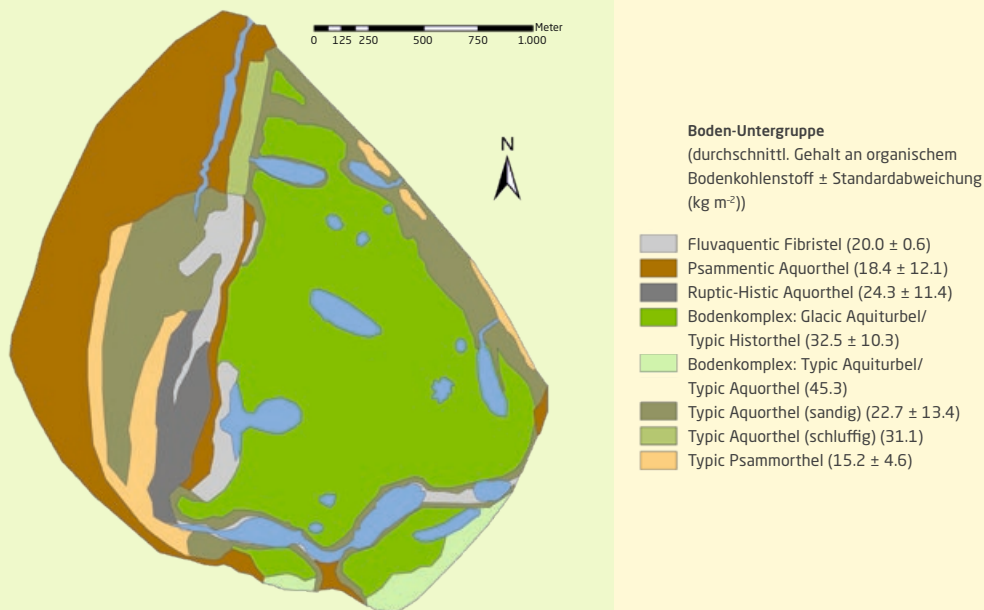 Meter
0 125 250 500 750 1.000
N
Boden-Untergruppe
(durchschnittl. Gehalt an organischem
Bodenkohlenstoff ± Standardabweichung
(kg m⁻²))
Fluvaquentic Fibristel (20.0 ± 0.6)
Psammentic Aquorthel (18.4 ± 12.1)
Ruptic-Histic Aquorthel (24.3 ± 11.4)
Bodenkomplex: Glacic Aquiturbel/
Typic Historthel (32.5 ± 10.3)
Bodenkomplex: Typic Aquiturbel/
Typic Aquorthel (45.3)
Typic Aquorthel (sandig) (22.7 ± 13.4)
Typic Aquorthel (schluffig) (31.1)
Typic Psammorthel (15.2 ± 4.6)